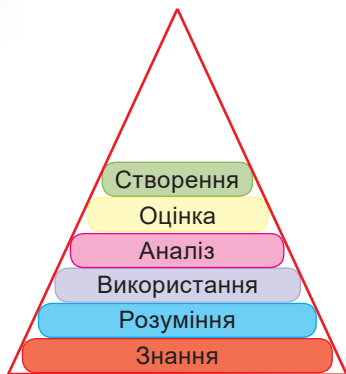 Створення
Оцінка
Аналіз
Використання
Розуміння
Знання